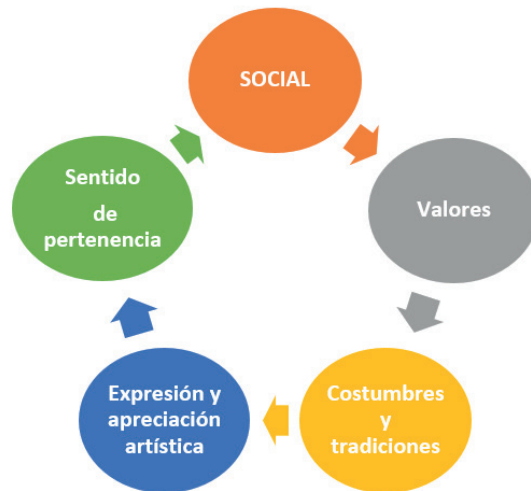 SOCIAL
Valores
Costumbres
y
tradiciones
Expresión y
apreciación
artística
Sentido
de
pertenencia